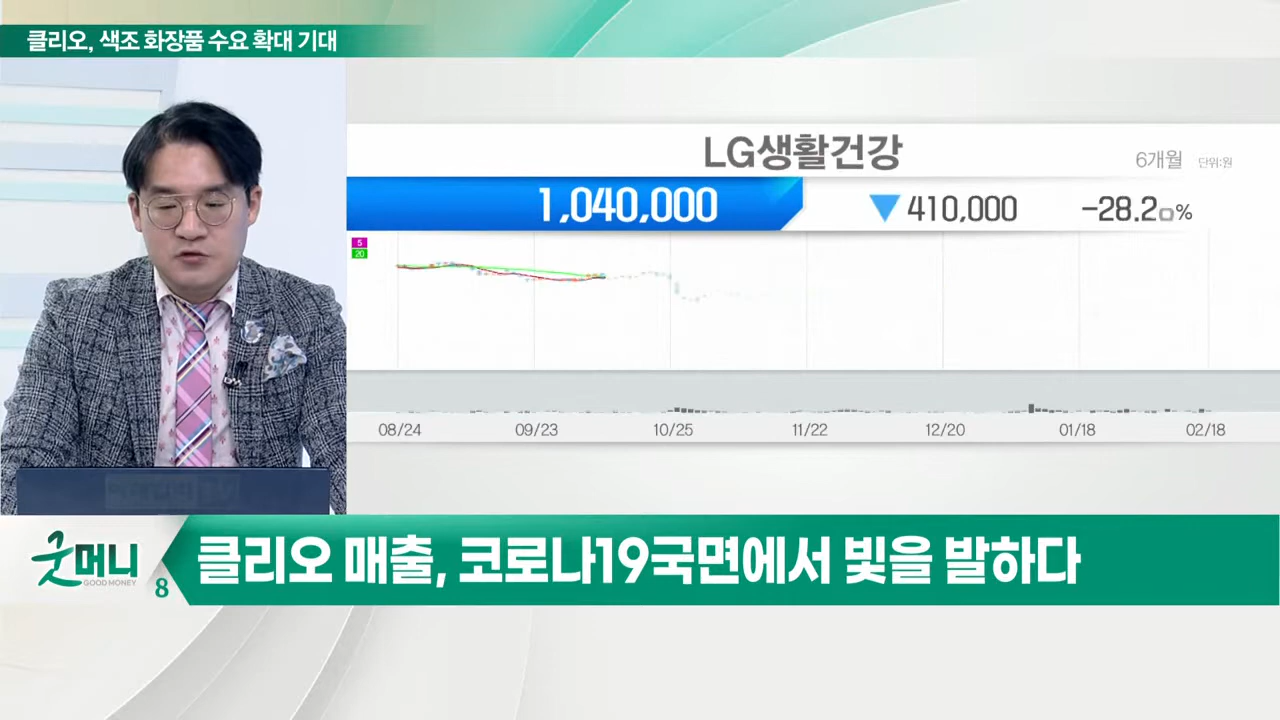 클리오, 색조 화장품 수요 확대 기대
LG생활건강
6개월 단위:원
1,040,000 ▼410,000 -28.2%
5
20
08/24 09/23 10/25 11/22 12/20 01/18 02/18
굿머니
GOOD MONEY
8
클리오 매출, 코로나19국면에서 빛을 발하다